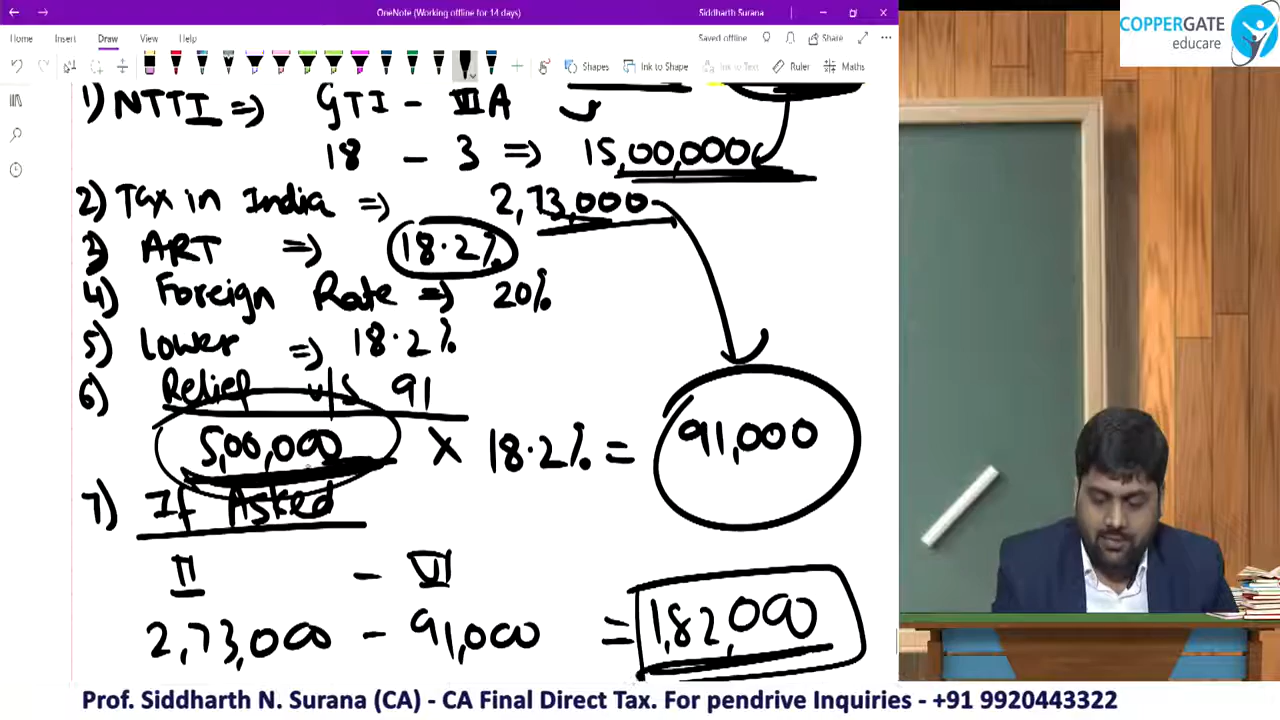 OneNote (Working offline for 14 days)
Siddharth Surana
Home Insert Draw View Help
Saved offline
Share
Shapes
Ink to Shape
Ink to Text
Ruler
Maths
COPPERGATE
educare
1) NTTI => GTI - VIA
18 - 3 => 15,00,000
2) Tax in India => 2,73,000
3) ART => 18.2%
4) Foreign Rate => 20%
5) Lower => 18.2%
6) Relief u/s 91
5,00,000 x 18.2% = 91,000
7) If Asked
II - VI
2,73,000 - 91,000 = 1,82,000
Prof. Siddharth N. Surana (CA) - CA Final Direct Tax. For pendrive Inquiries - +91 9920443322